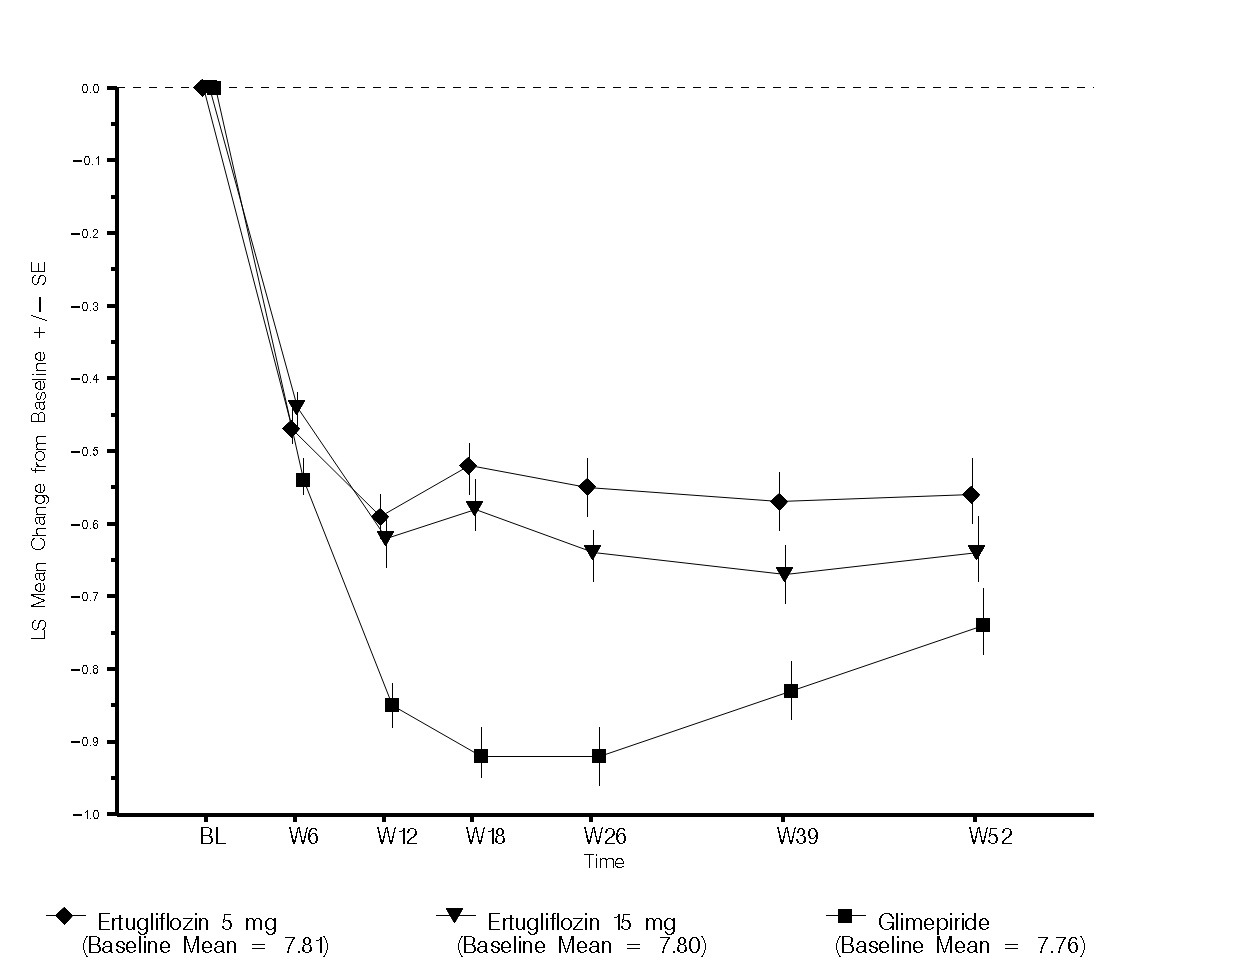 0.0
−0.1
−0.2
−0.3
−0.4
−0.5
−0.6
−0.7
−0.8
−0.9
−1.0
LS Mean Change from Baseline +/− SE
BL W6 W12 W18 W26 W39 W52
Time
Ertugliflozin 5 mg Ertugliflozin 15 mg Glimepiride
(Baseline Mean = 7.81) (Baseline Mean = 7.80) (Baseline Mean = 7.76)